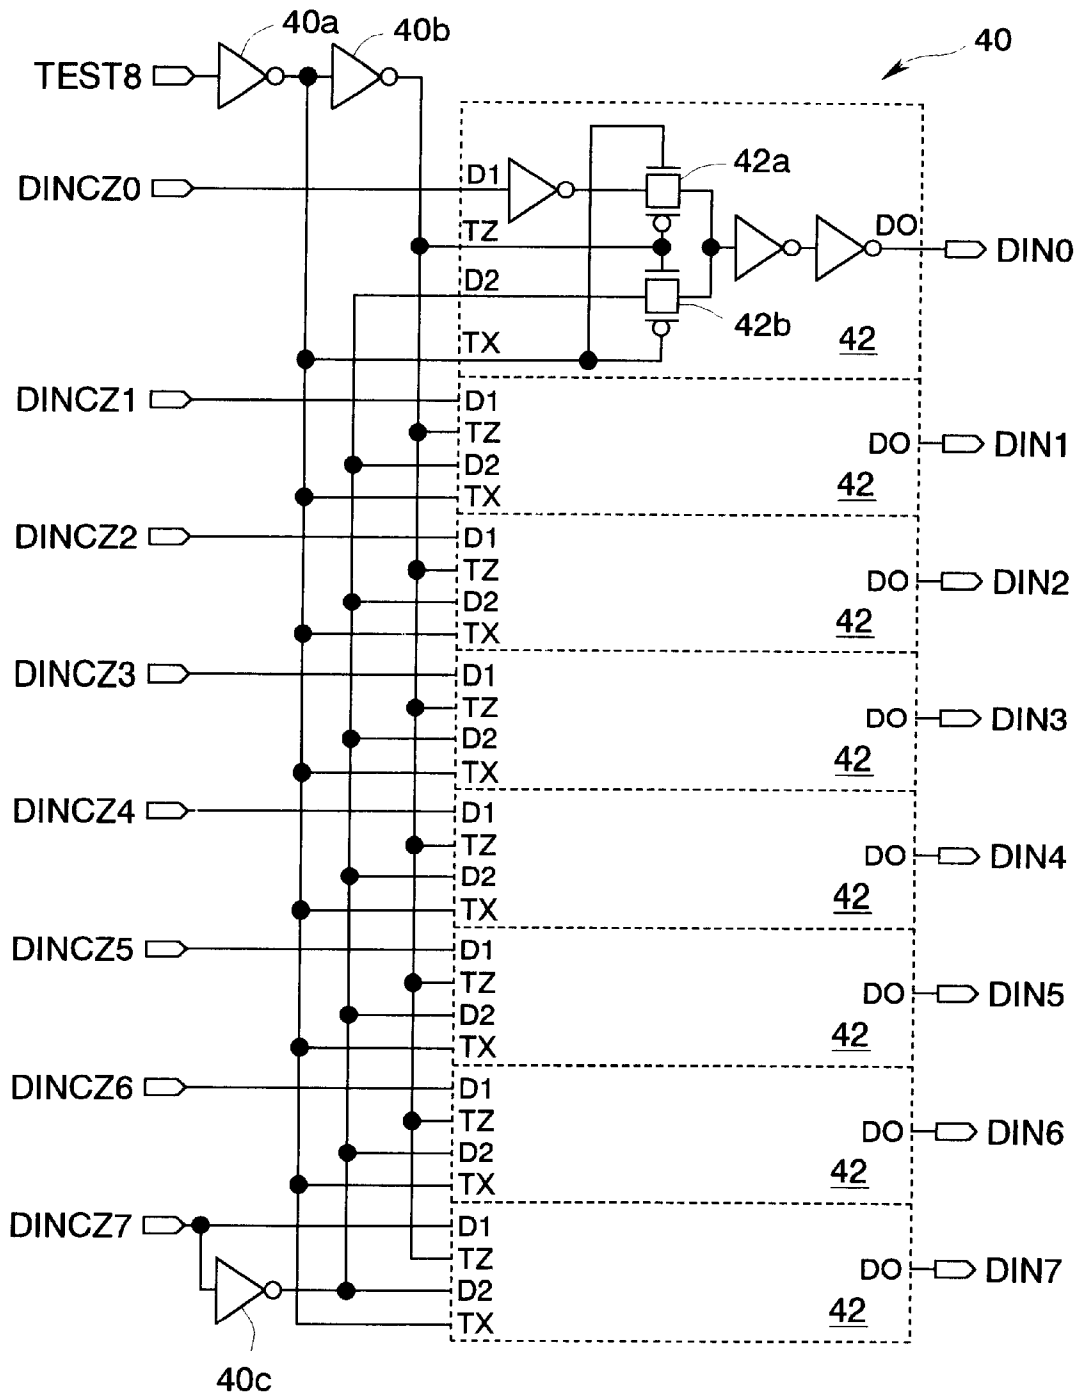 40a
40b
40
TEST8
DINCZ0
D1
42a
TZ
DO
DIN0
D2
42b
TX
42
DINCZ1
D1
TZ
DO
DIN1
D2
42
TX
DINCZ2
D1
TZ
DO
DIN2
D2
42
TX
DINCZ3
D1
TZ
DO
DIN3
D2
42
TX
DINCZ4
D1
TZ
DO
DIN4
D2
42
TX
DINCZ5
D1
TZ
DO
DIN5
D2
42
TX
DINCZ6
D1
TZ
DO
DIN6
D2
42
TX
DINCZ7
D1
TZ
DO
DIN7
D2
42
TX
40c